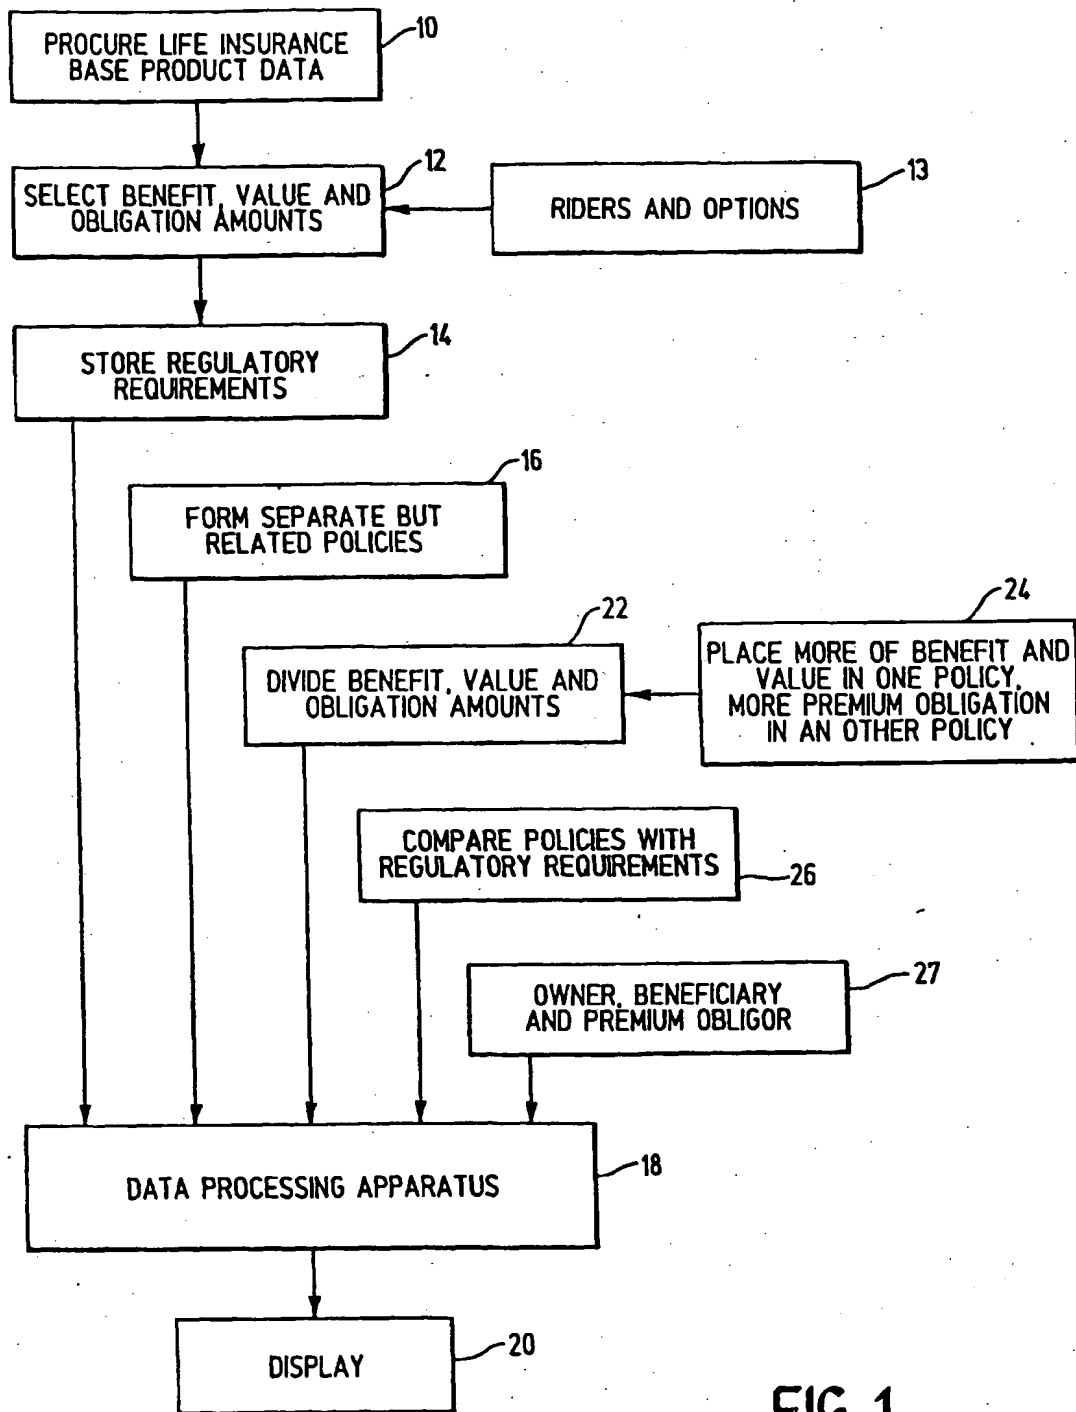 10
PROCURE LIFE INSURANCE
BASE PRODUCT DATA
12
SELECT BENEFIT, VALUE AND
OBLIGATION AMOUNTS
13
RIDERS AND OPTIONS
14
STORE REGULATORY
REQUIREMENTS
16
FORM SEPARATE BUT
RELATED POLICIES
22
DIVIDE BENEFIT, VALUE AND
OBLIGATION AMOUNTS
24
PLACE MORE OF BENEFIT AND
VALUE IN ONE POLICY,
MORE PREMIUM OBLIGATION
IN AN OTHER POLICY
COMPARE POLICIES WITH
REGULATORY REQUIREMENTS
26
27
OWNER, BENEFICIARY
AND PREMIUM OBLIGOR
18
DATA PROCESSING APPARATUS
20
DISPLAY
FIG. 1